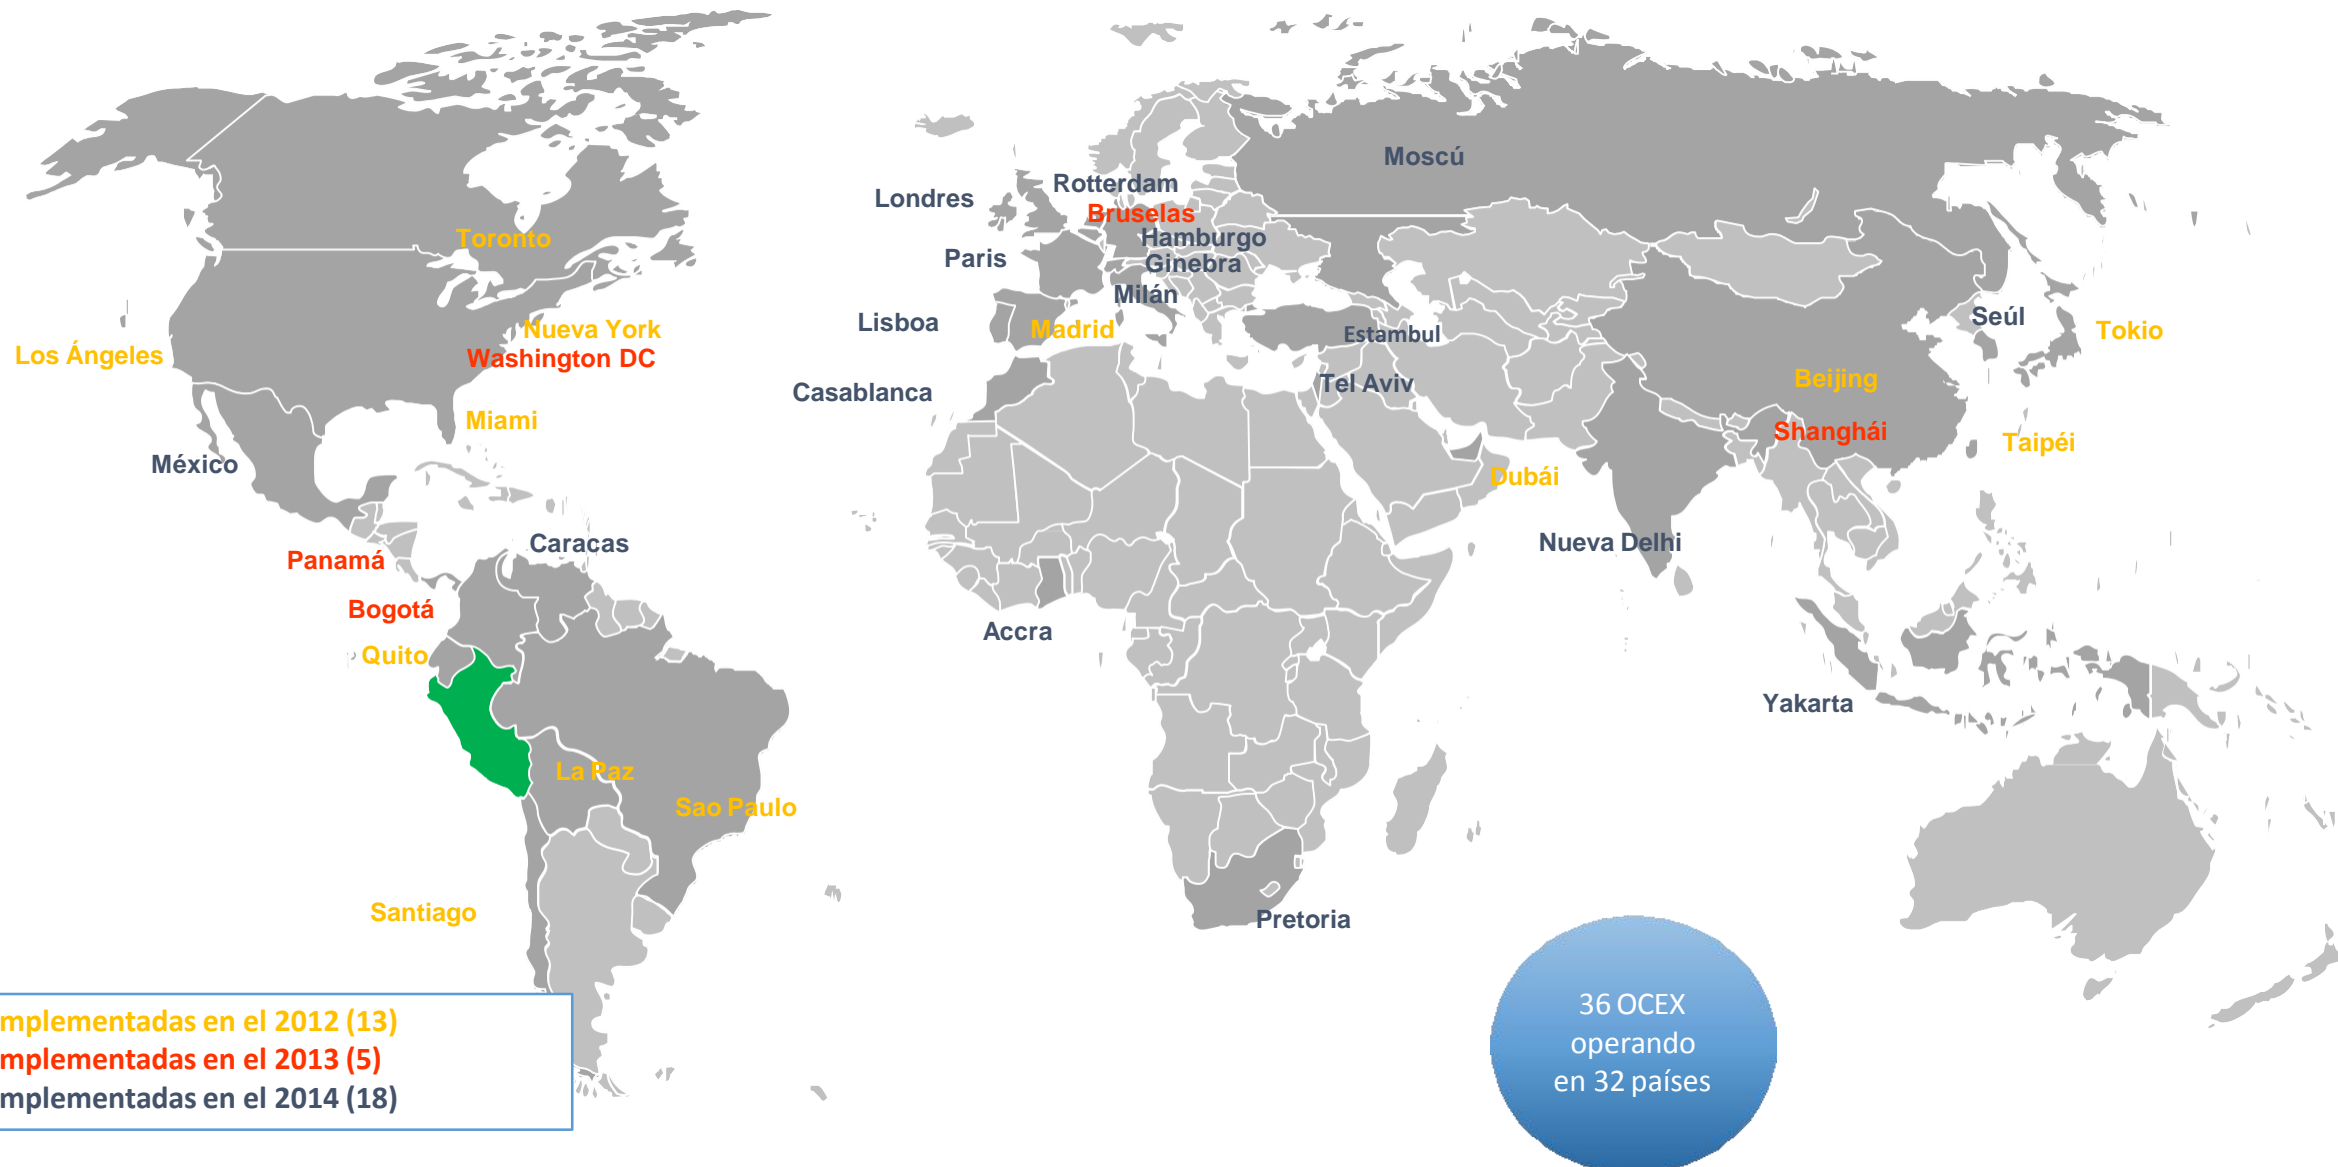 Moscú
Rotterdam
Londres
Bruselas
Toronto
Hamburgo
Paris
Ginebra
Milán
Seúl
Lisboa
Nueva York
Madrid
Estambul
Tokio
Los Ángeles
Washington DC
Beijing
Tel Aviv
Casablanca
Miami
Shanghái
Taipéi
México
Dubái
Caracas
Nueva Delhi
Panamá
Bogotá
Accra
Quito
Yakarta
La Paz
Sao Paulo
Santiago
Pretoria
mplementadas en el 2012 (13)
mplementadas en el 2013 (5)
mplementadas en el 2014 (18)
36 OCEX
operando
en 32 países